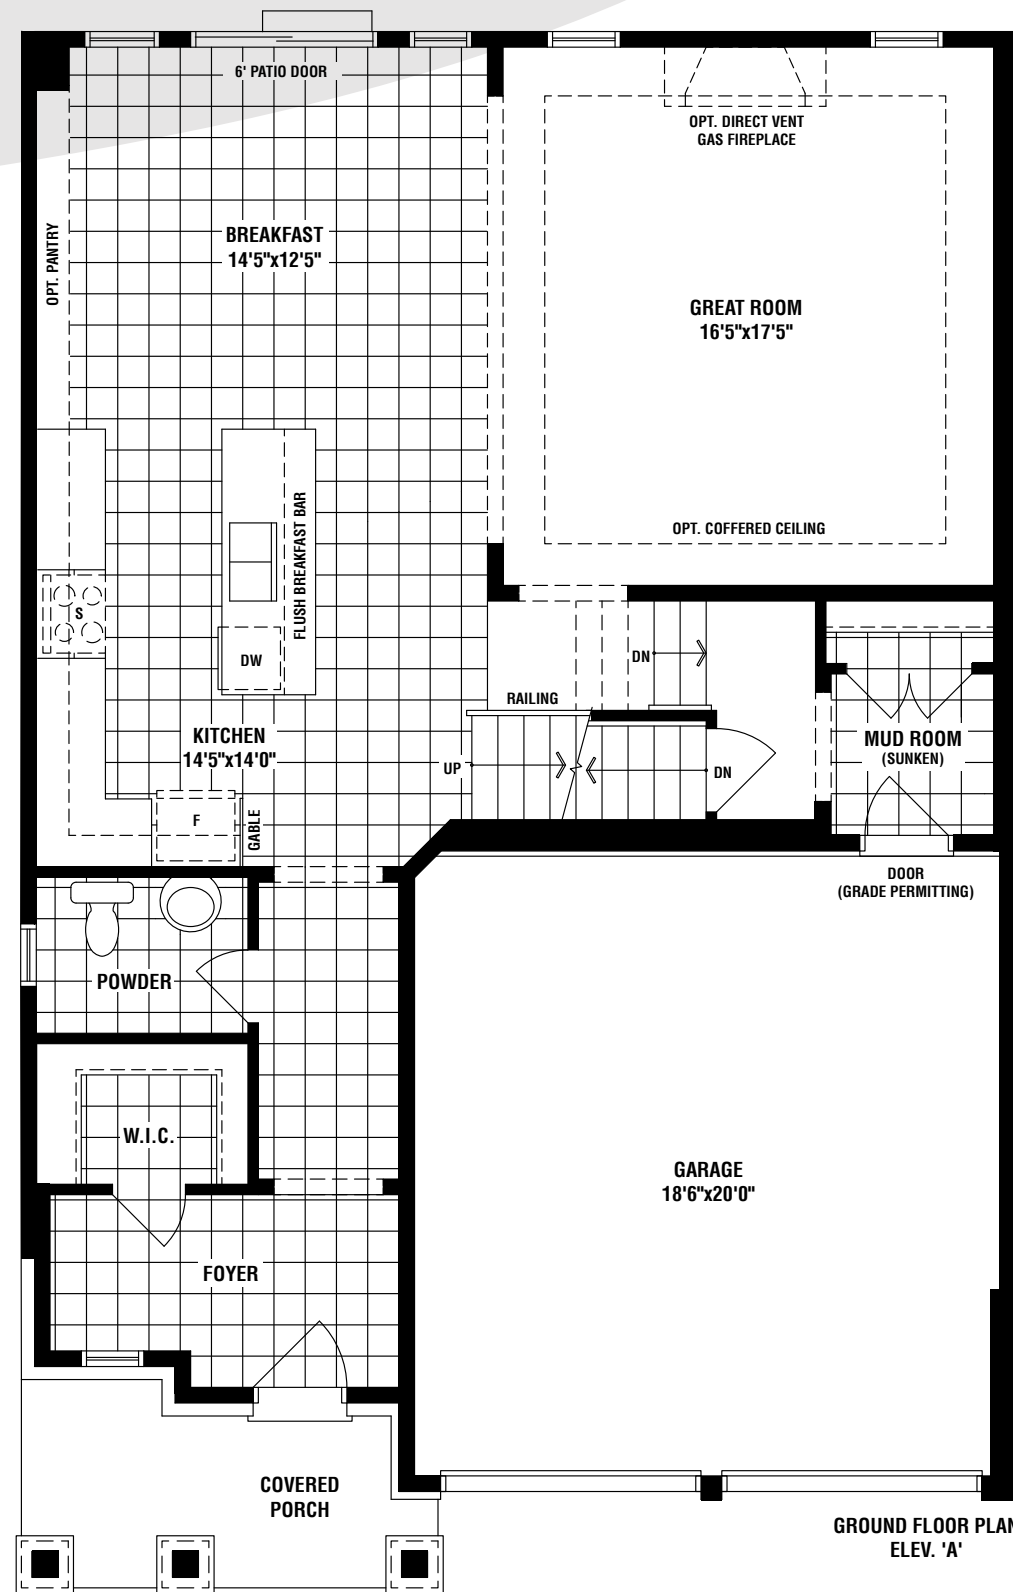 6' PATIO DOOR
OPT. DIRECT VENT
GAS FIREPLACE
OPT. PANTRY
BREAKFAST
14'5"x12'5"
GREAT ROOM
16'5"x17'5"
OPT. COFFERED CEILING
FLUSH BREAKFAST BAR
S
DW
DN
RAILING
KITCHEN
14'5"x14'0"
UP
DN
MUD ROOM
(SUNKEN)
F
GABLE
DOOR
(GRADE PERMITTING)
POWDER
W.I.C.
GARAGE
18'6"x20'0"
FOYER
COVERED
PORCH
GROUND FLOOR PLAN
ELEV. 'A'